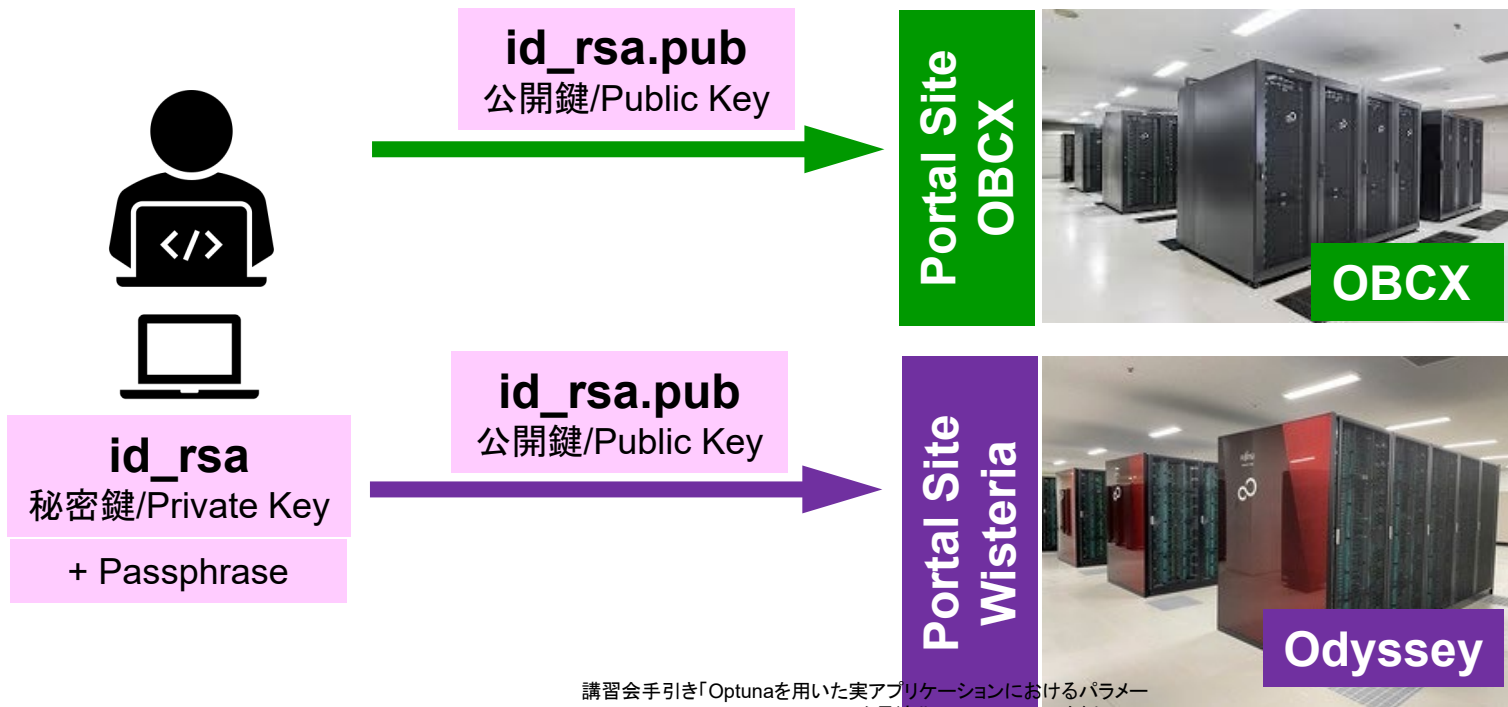 id_rsa.pub
公開鍵/Public Key
Portal Site
OBCX
OBCX
</>
id_rsa
秘密鍵/Private Key
+ Passphrase
id_rsa.pub
公開鍵/Public Key
Portal Site
Wisteria
Odyssey
講習会手引き「Optunaを用いた実アプリケーションにおけるパラメー